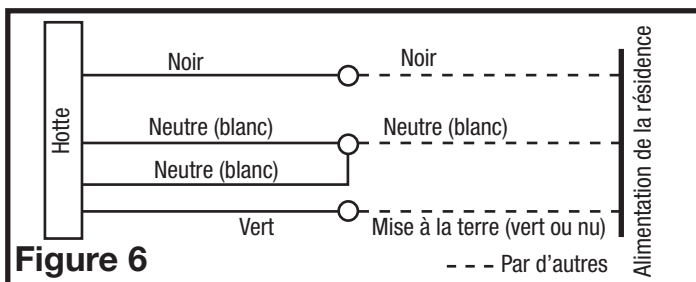 Noir
Noir
Hotte
Neutre (blanc)
Neutre (blanc)
Neutre (blanc)
Vert
Mise à la terre (vert ou nu)
Alimentation de la résidence
Figure 6
- - - Par d'autres